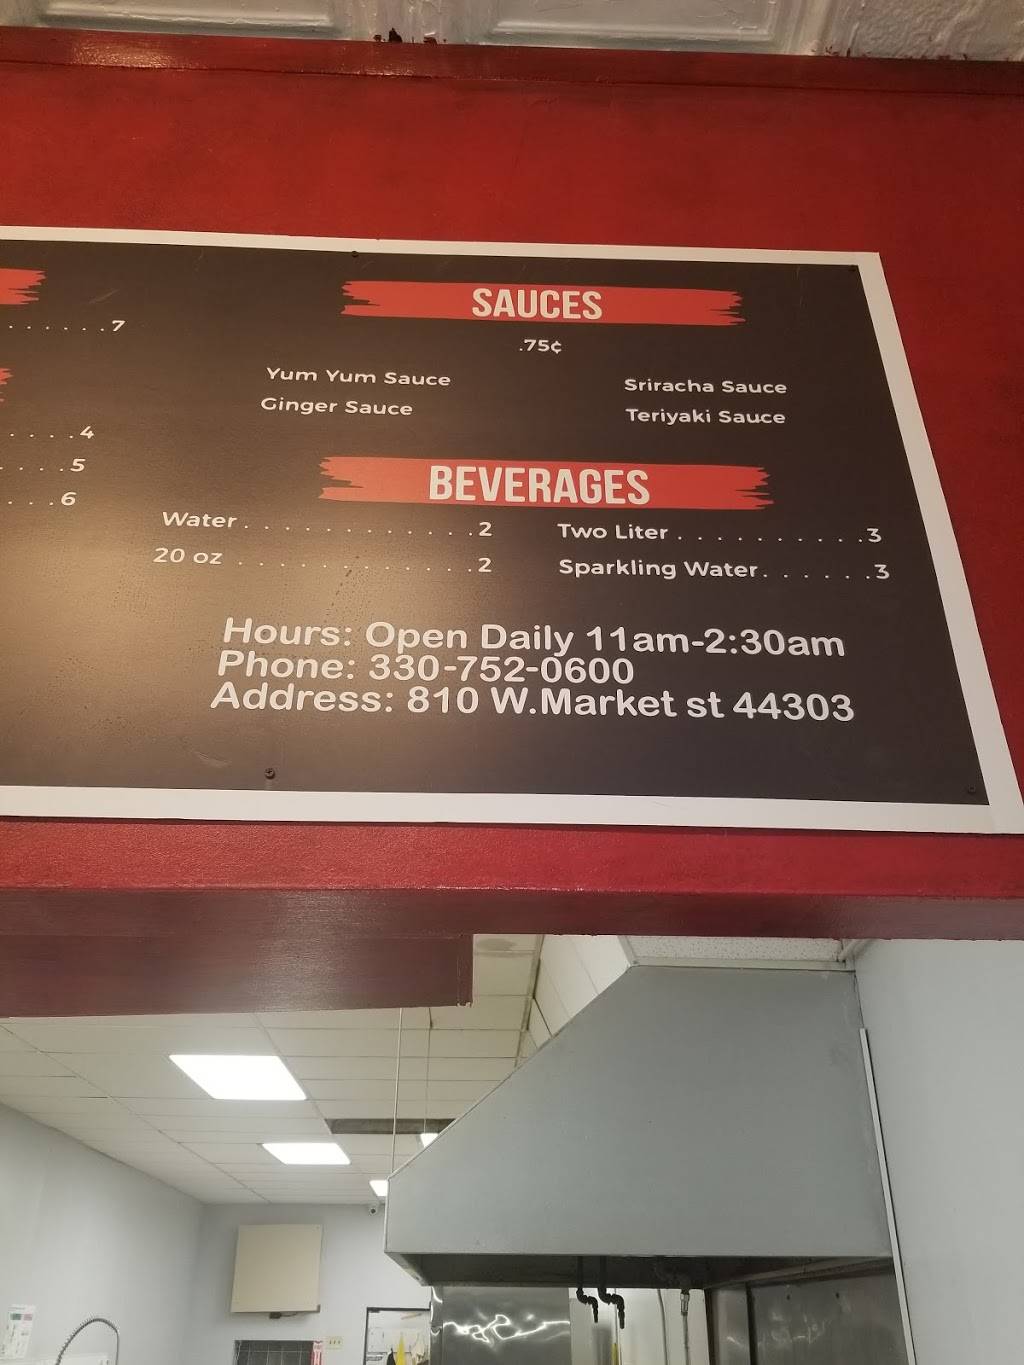 . . . . . . 7
. . . . 4
. . . . 5
. . . 6
SAUCES
.75¢
Yum Yum Sauce Sriracha Sauce
Ginger Sauce Teriyaki Sauce
BEVERAGES
Water . . . . . . . . . . . . 2 Two Liter . . . . . . . . . . 3
20 oz . . . . . . . . . . . . 2 Sparkling Water . . . . . . 3
Hours: Open Daily 11am-2:30am
Phone: 330-752-0600
Address: 810 W.Market st 44303